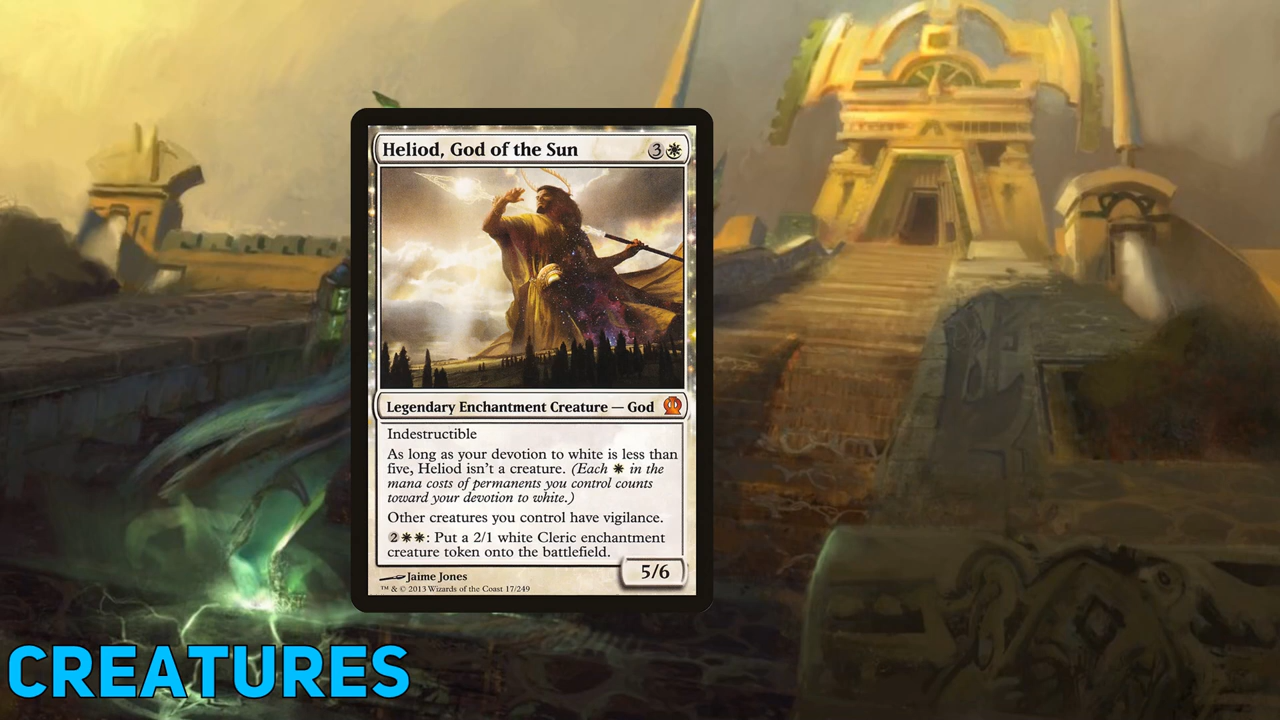 Heliod, God of the Sun 3
Legendary Enchantment Creature — God
Indestructible
As long as your devotion to white is less than
five, Heliod isn't a creature. (Each in the
mana costs of permanents you control counts
toward your devotion to white.)
Other creatures you control have vigilance.
2: Put a 2/1 white Cleric enchantment
creature token onto the battlefield.
5/6
Jaime Jones
™ & © 2013 Wizards of the Coast 17/249
CREATURES